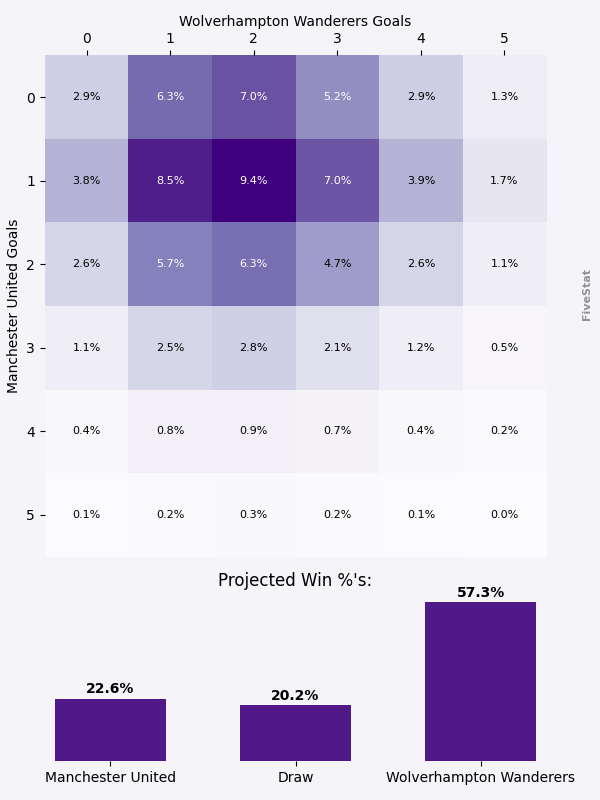 Wolverhampton Wanderers Goals
0 1 2 3 4 5
Manchester United Goals
0 2.9% 6.3% 7.0% 5.2% 2.9% 1.3%
1 3.8% 8.5% 9.4% 7.0% 3.9% 1.7%
2 2.6% 5.7% 6.3% 4.7% 2.6% 1.1%
3 1.1% 2.5% 2.8% 2.1% 1.2% 0.5%
4 0.4% 0.8% 0.9% 0.7% 0.4% 0.2%
5 0.1% 0.2% 0.3% 0.2% 0.1% 0.0%
FiveStat
Projected Win %'s:
22.6% 20.2% 57.3%
Manchester United Draw Wolverhampton Wanderers